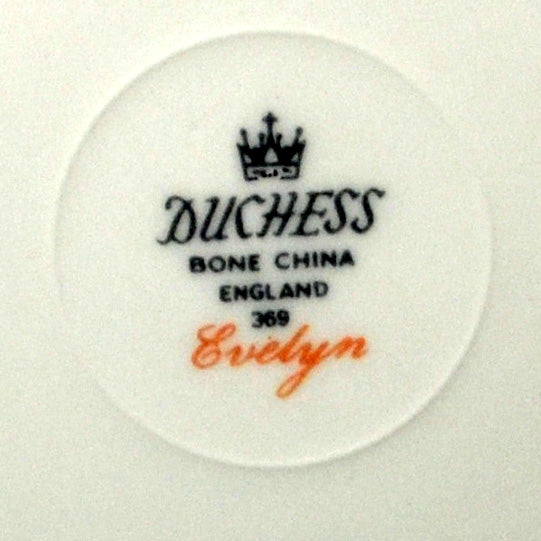 DUCHESS
BONE CHINA
ENGLAND
369
Evelyn